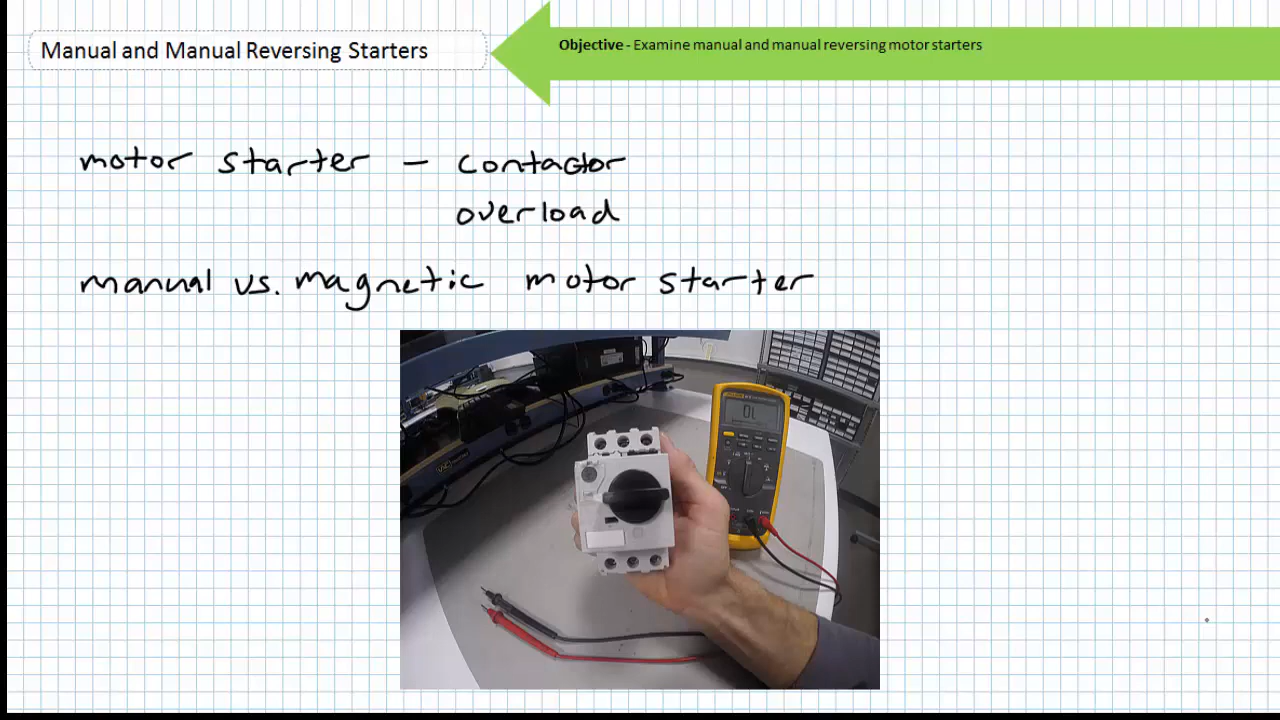 Manual and Manual Reversing Starters
Objective - Examine manual and manual reversing motor starters
motor starter - contactor
overload
manual vs. magnetic motor starter
OL